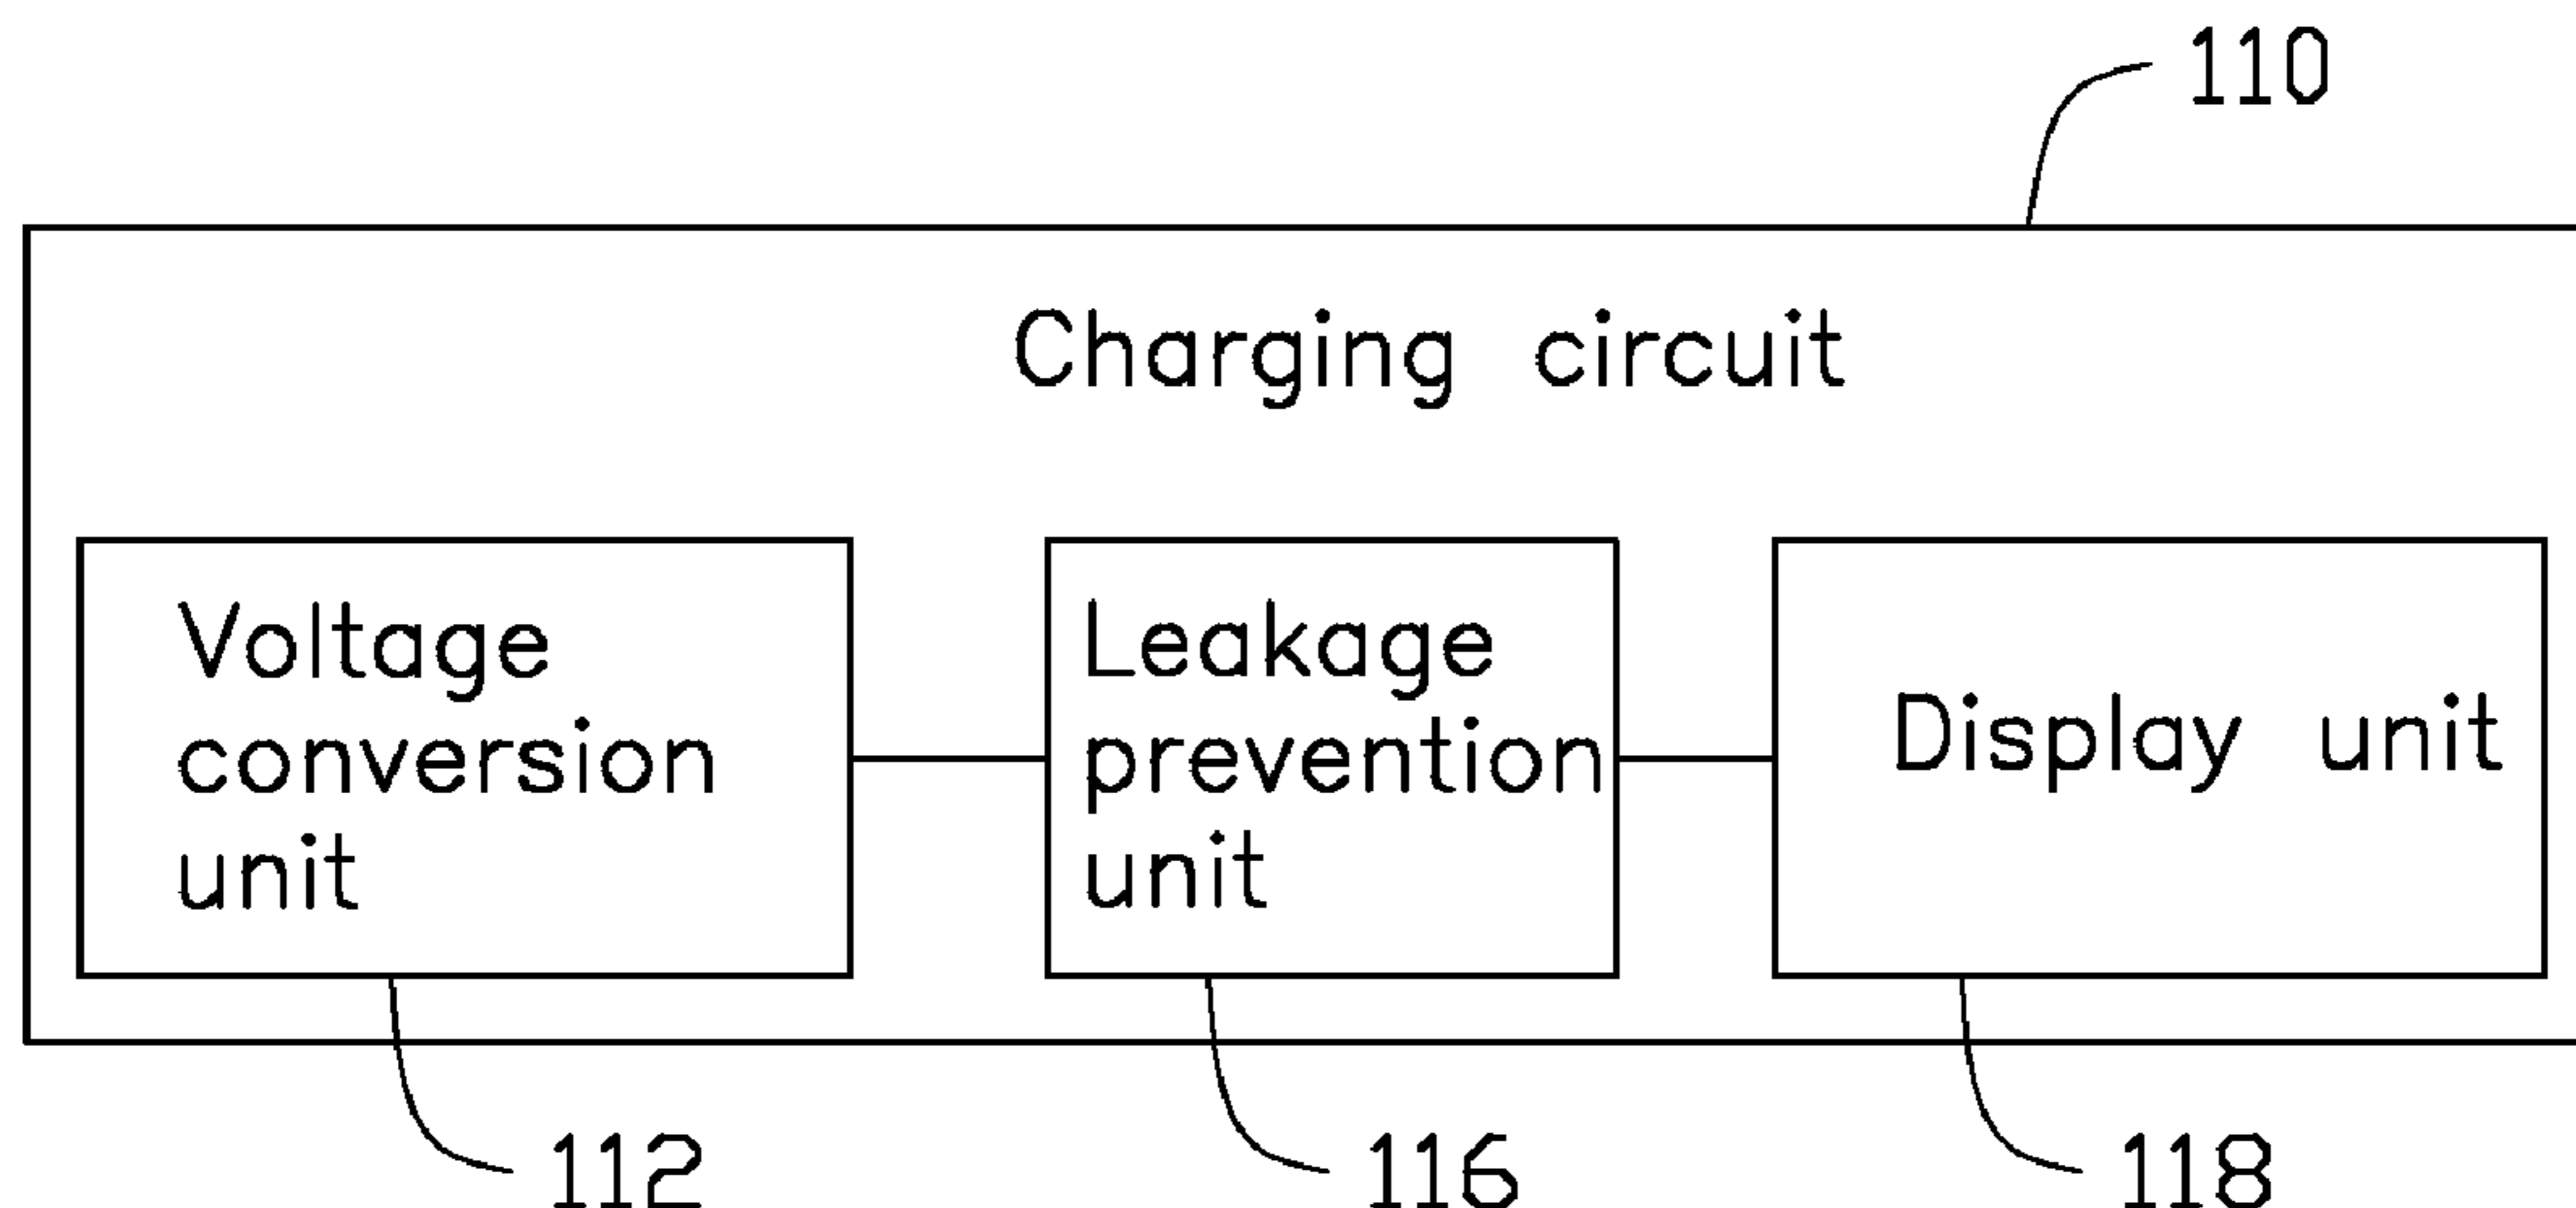 110
Charging circuit
Voltage
conversion
unit
Leakage
prevention
unit
Display unit
112
116
118